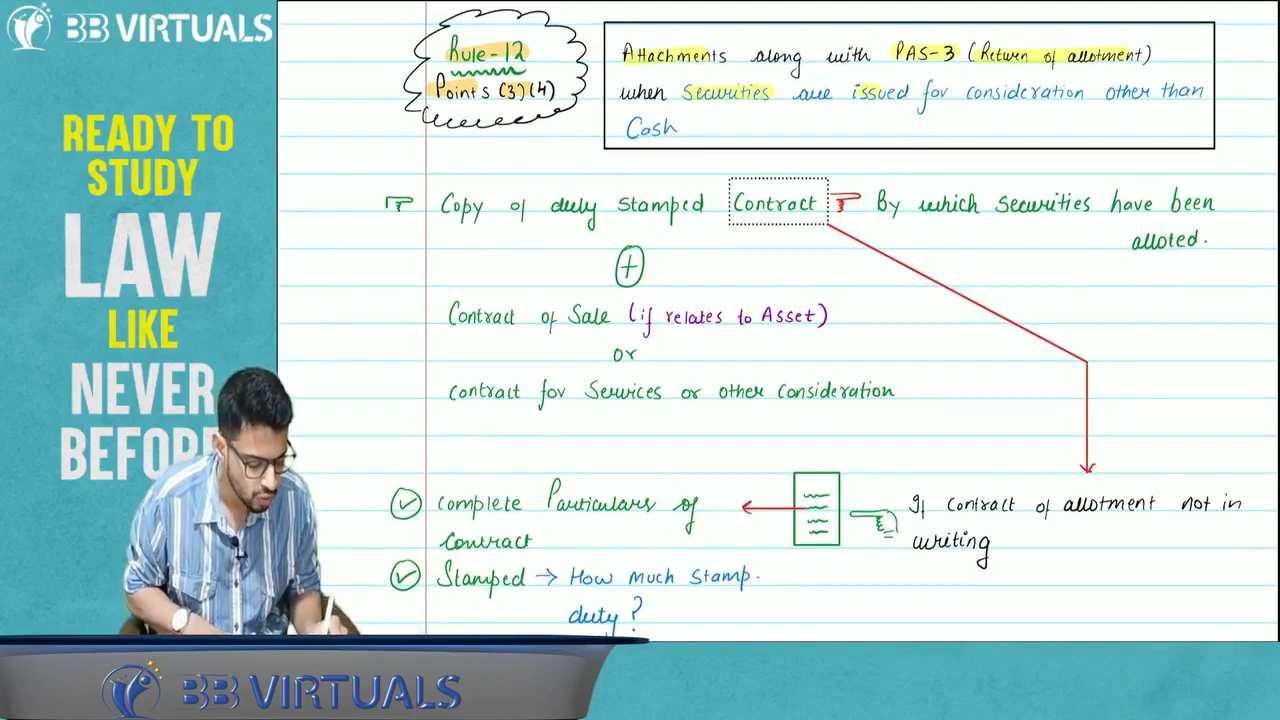 BB VIRTUALS
READY TO
STUDY
LAW
LIKE
NEVER
BEFOR
Rule-12
Points (3)(4)
Attachments along with PAS-3 (Return of allotment)
when securities are issued for consideration other than
Cash
Copy of duly stamped Contract By which securities have been
alloted.
+
Contract of Sale (if relates to Asset)
or
contract for Services or other consideration
Complete Particulars of
contract
If contract of allotment not in
writing
Stamped → How much stamp
duty?
BB VIRTUALS